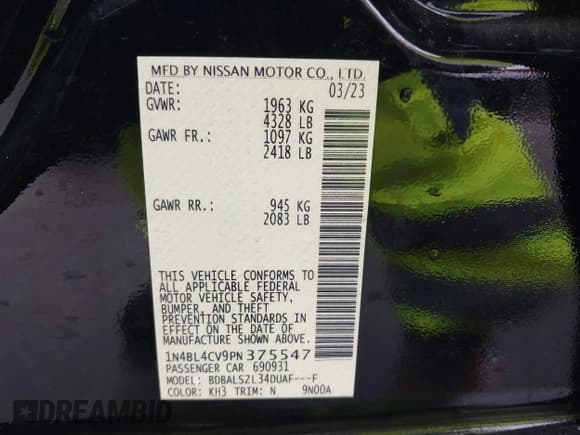 MFD BY NISSAN MOTOR CO., LTD.
DATE: 03/23
GVWR: 1963 KG
4328 LB
GAWR FR.: 1097 KG
2418 LB
GAWR RR.: 945 KG
2083 LB
THIS VEHICLE CONFORMS TO
ALL APPLICABLE FEDERAL
MOTOR VEHICLE SAFETY,
BUMPER, AND THEFT
PREVENTION STANDARDS IN
EFFECT ON THE DATE OF
MANUFACTURE SHOWN ABOVE.
1N4BL4CV9PN375547
PASSENGER CAR 690931
MODEL: BDBALSZL34DUAF---F
COLOR: KH3 TRIM: N 9N00A
DREAMBID